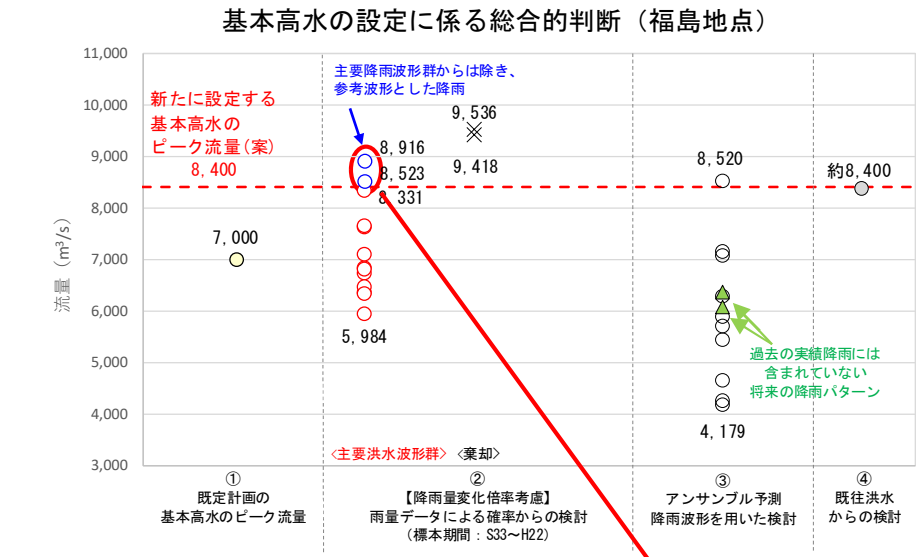 基本高水の設定に係る総合的判断（福島地点）
11,000
10,000
9,000
8,000
7,000
6,000
5,000
4,000
3,000
流量（m³/s）
新たに設定する
基本高水の
ピーク流量(案)
8,400
7,000
主要降雨波形群からは除き、
参考波形とした降雨
8,916
8,523
8,331
5,984
9,536
9,418
8,520
4,179
約8,400
過去の実績降雨には
含まれていない
将来の降雨パターン
<主要洪水波形群> <棄却>
①
既定計画の
基本高水のピーク流量
②
【降雨量変化倍率考慮】
雨量データによる確率からの検討
（標本期間：S33～H22）
③
アンサンブル予測
降雨波形を用いた検討
④
既往洪水
からの検討